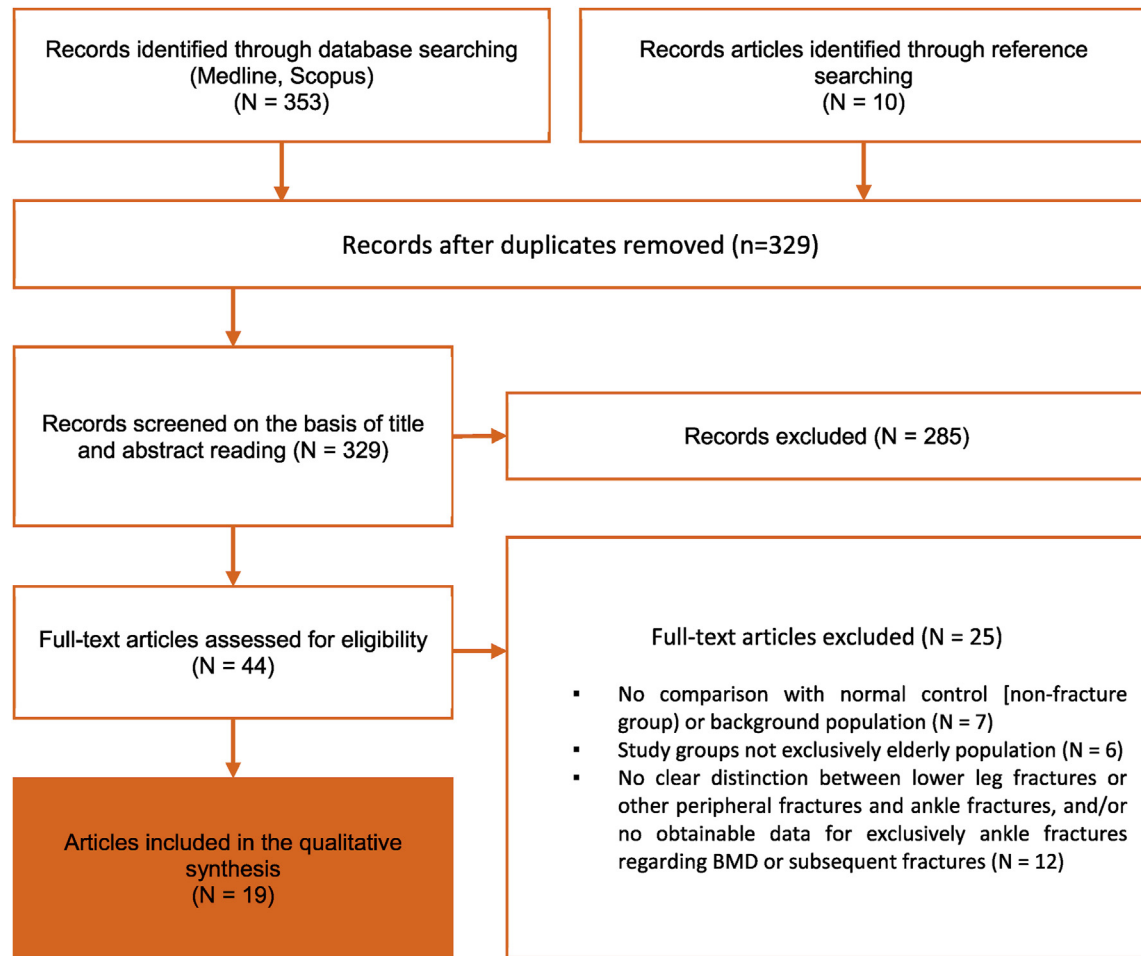 Records identified through database searching
(Medline, Scopus)
(N = 353)
Records articles identified through reference
searching
(N = 10)
Records after duplicates removed (n=329)
Records screened on the basis of title
and abstract reading (N = 329)
Records excluded (N = 285)
Full-text articles assessed for eligibility
(N = 44)
Full-text articles excluded (N = 25)
▪ No comparison with normal control [non-fracture
group) or background population (N = 7)
▪ Study groups not exclusively elderly population (N = 6)
▪ No clear distinction between lower leg fractures or
other peripheral fractures and ankle fractures, and/or
no obtainable data for exclusively ankle fractures
regarding BMD or subsequent fractures (N = 12)
Articles included in the qualitative
synthesis
(N = 19)